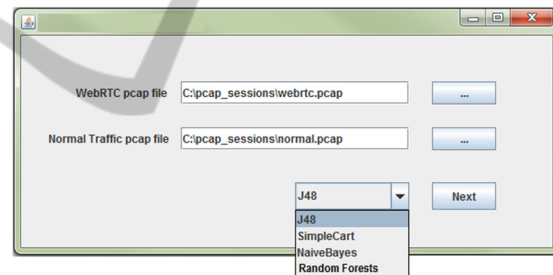 WebRTC pcap file C:\pcap_sessions\webrtc.pcap ...
Normal Traffic pcap file C:\pcap_sessions\normal.pcap ...
J48 Next
J48
SimpleCart
NaiveBayes
Random Forests